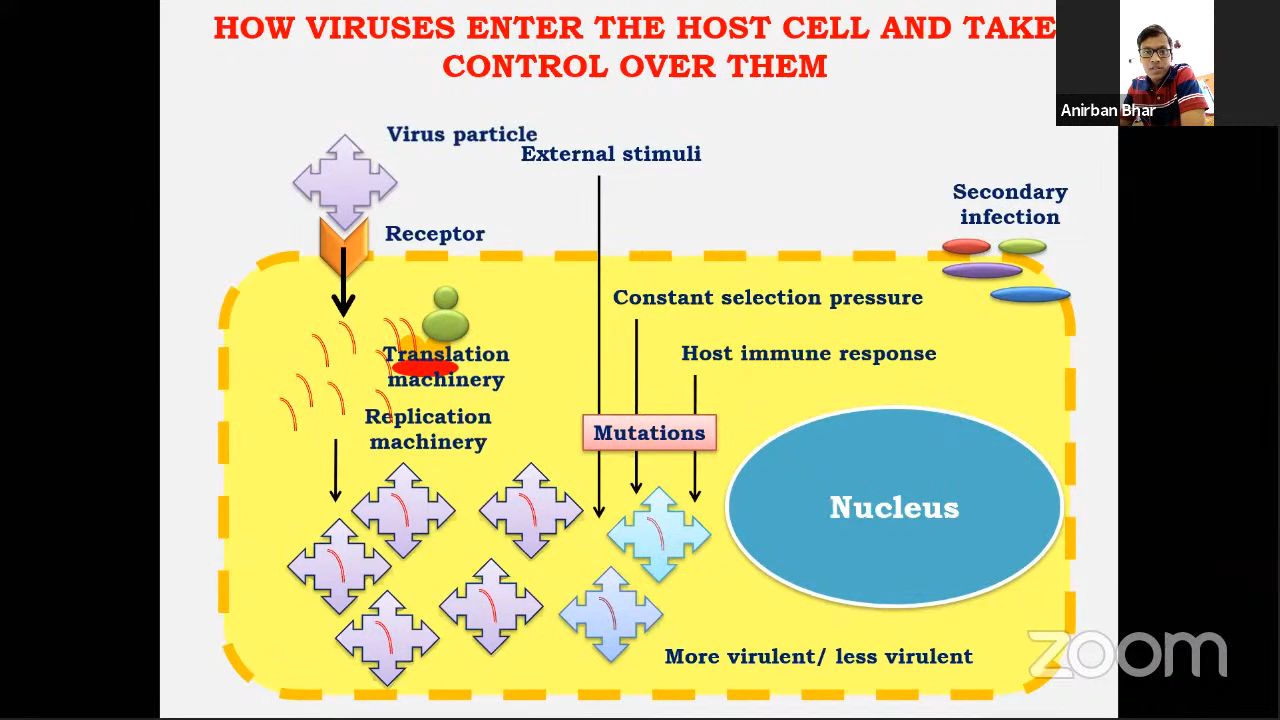 HOW VIRUSES ENTER THE HOST CELL AND TAKE
CONTROL OVER THEM
Anirban Bhar
Virus particle
External stimuli
Secondary
infection
Receptor
Constant selection pressure
Translation
machinery
Host immune response
Replication
machinery
Mutations
Nucleus
More virulent/ less virulent
zoom